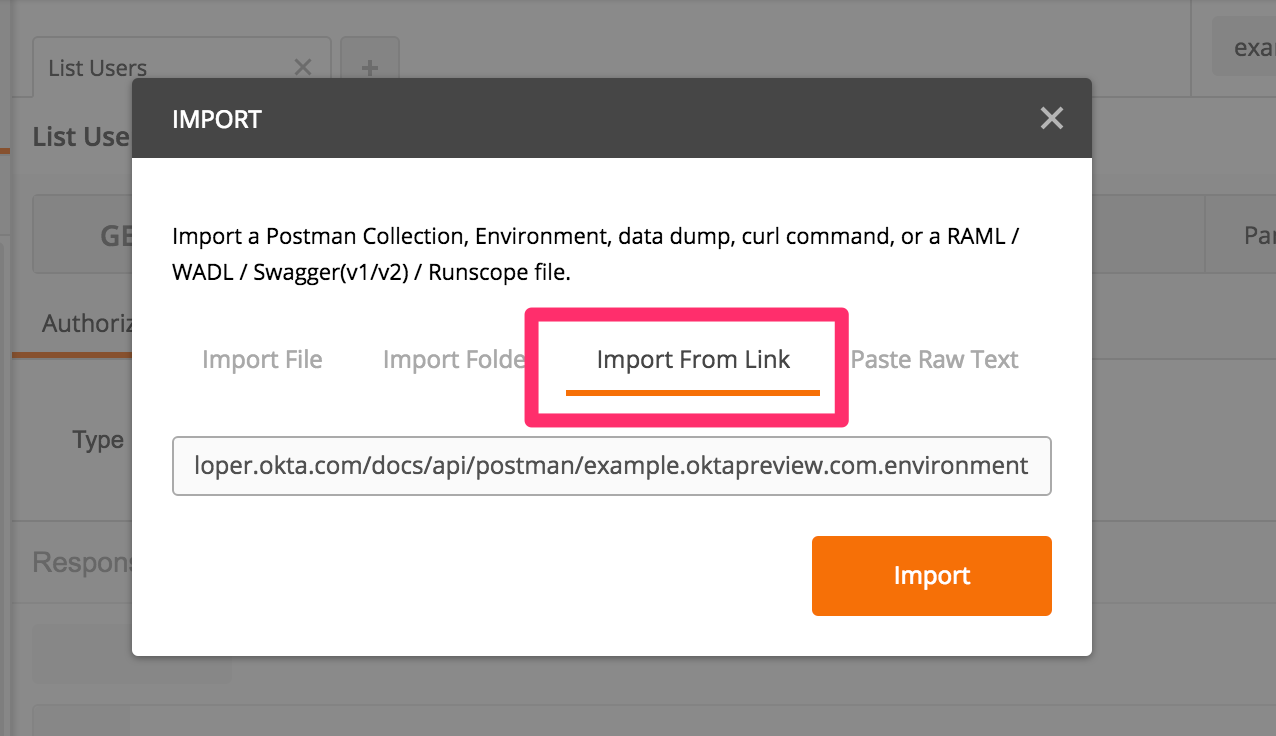 List Users
exa
IMPORT
List Use
GE
Par
Import a Postman Collection, Environment, data dump, curl command, or a RAML /
WADL / Swagger(v1/v2) / Runscope file.
Authoriz
Import File Import Folde Import From Link Paste Raw Text
Type
loper.okta.com/docs/api/postman/example.oktapreview.com.environment
Respons
Import